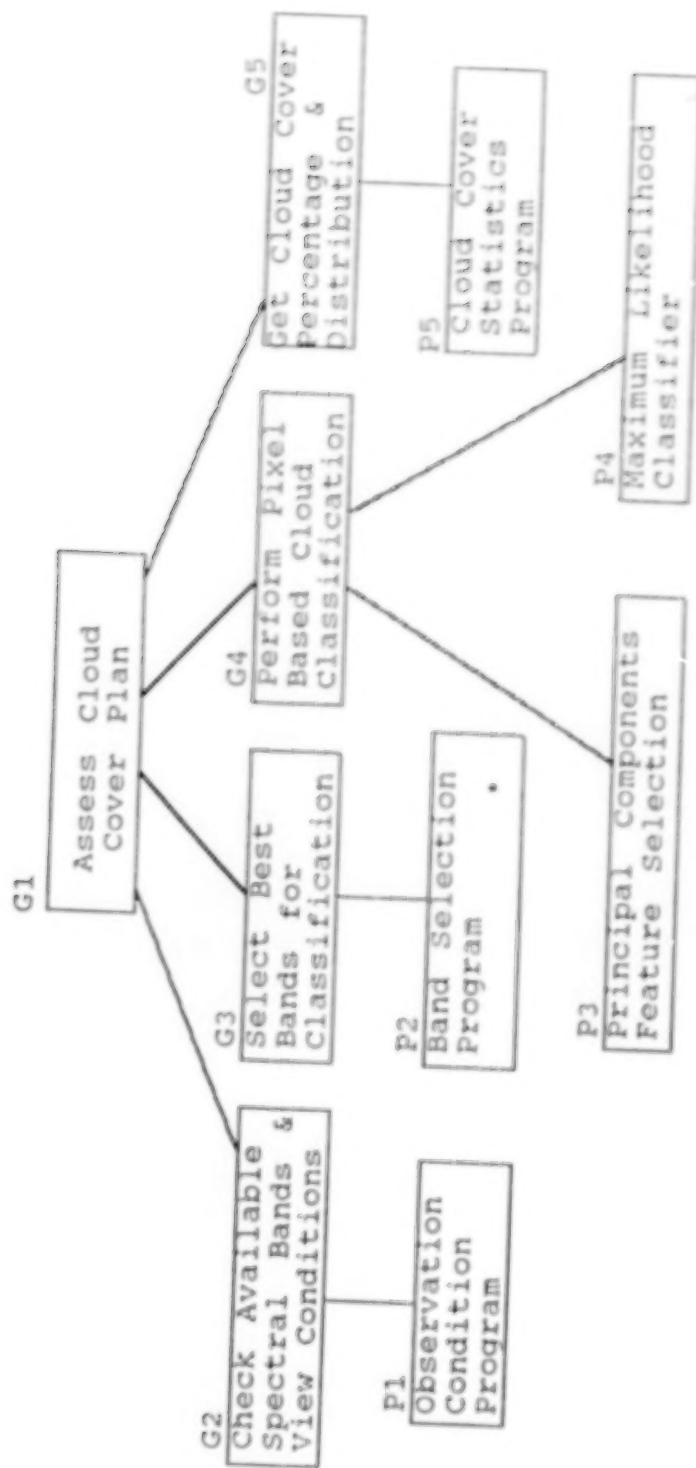 G1
Assess Cloud
Cover Plan
G2
Check Available
Spectral Bands &
View Conditions
G3
Select Best
Bands for
Classification
G4
Perform Pixel
Based Cloud
Classification
G5
Get Cloud Cover
Percentage &
Distribution
P1
Observation
Condition
Program
P2
Band Selection
Program
P5
Cloud Cover
Statistics
Program
P3
Principal Components
Feature Selection
P4
Maximum Likelihood
Classifier